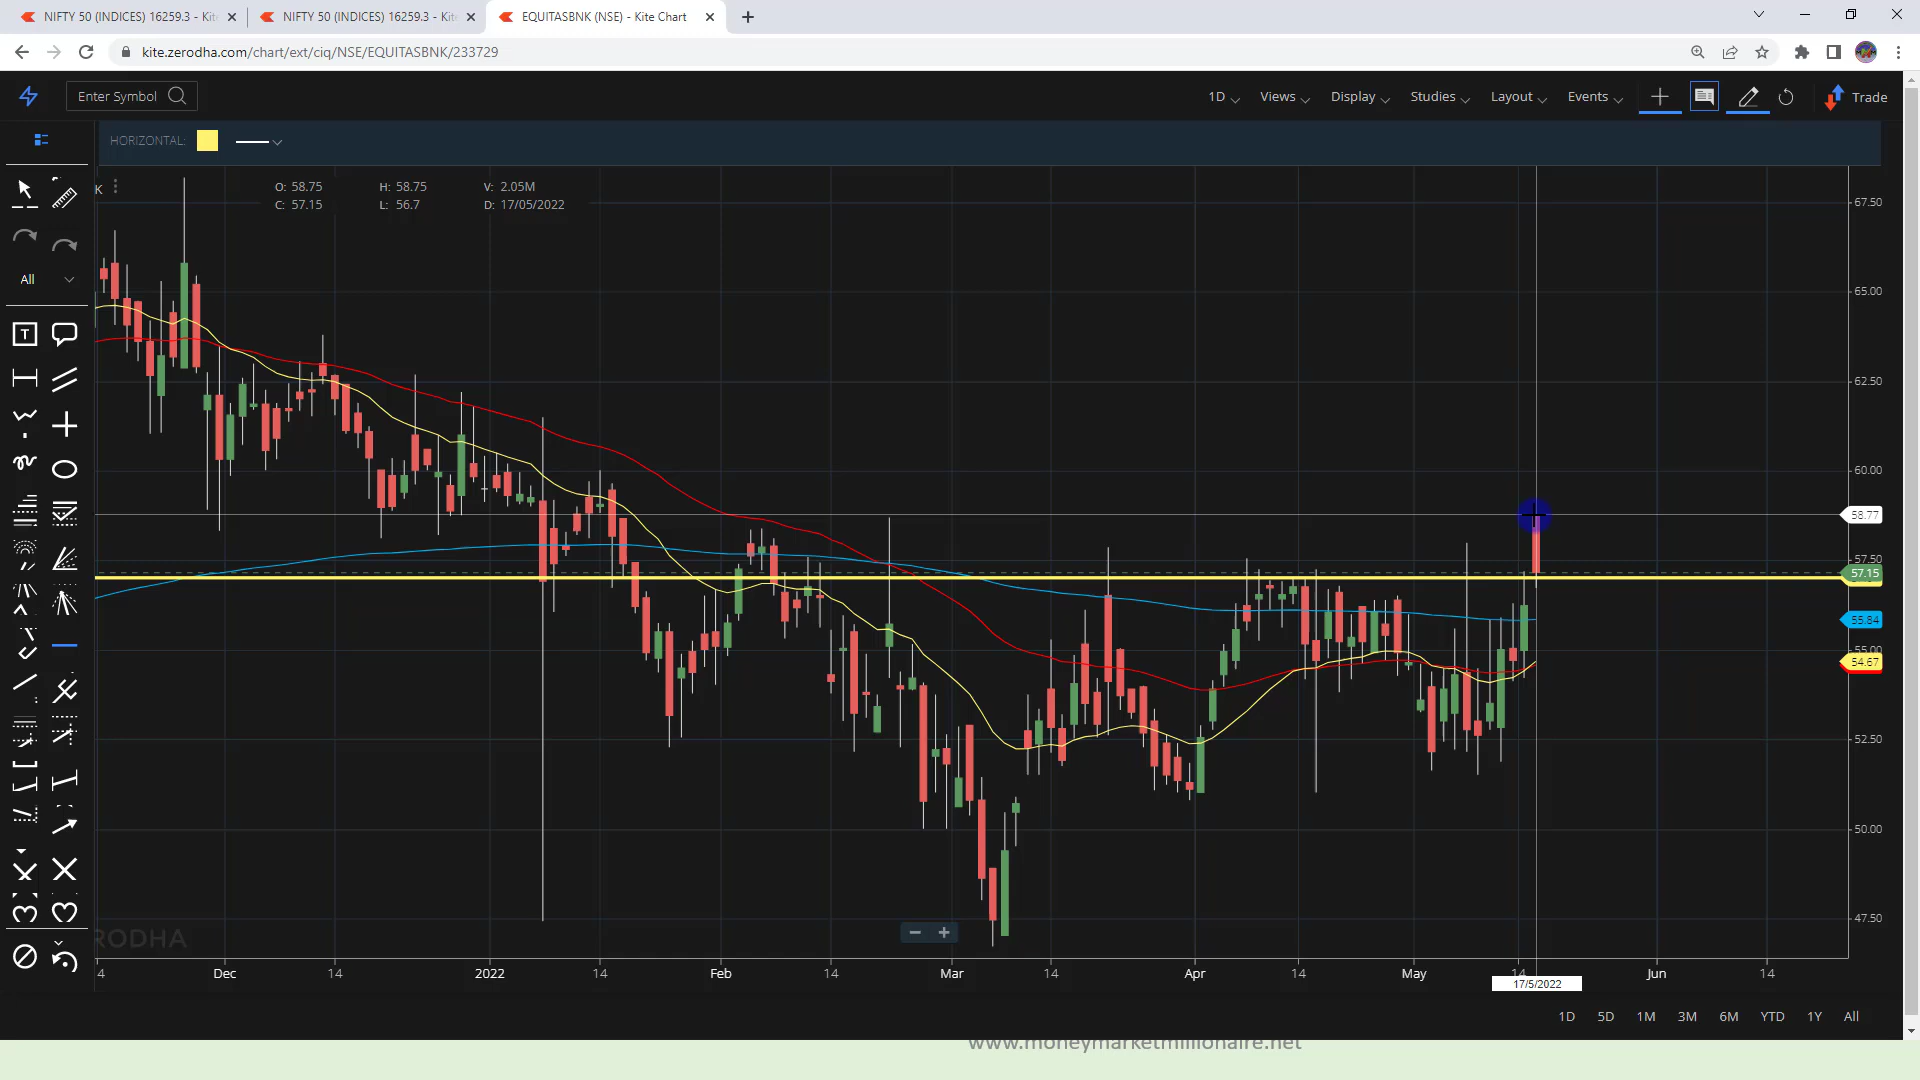 NIFTY 50 (INDICES) 16259.3 - Kit
NIFTY 50 (INDICES) 16259.3 - Kit
EQUITASBNK (NSE) - Kite Chart
kite.zerodha.com/chart/ext/ciq/NSE/EQUITASBNK/233729
Enter Symbol
1D Views Display Studies Layout Events Trade
HORIZONTAL:
K
O: 58.75 H: 58.75 V: 2.05M
C: 57.15 L: 56.7 D: 17/05/2022
All
T
67.50
65.00
62.50
60.00
58.77
57.50
57.15
55.84
55.00
54.67
52.50
50.00
47.50
RODHA
4 Dec 14 2022 14 Feb 14 Mar 14 Apr 14 May 14 Jun 14
17/5/2022
1D 5D 1M 3M 6M YTD 1Y All
www.moneymarketmillionaire.net